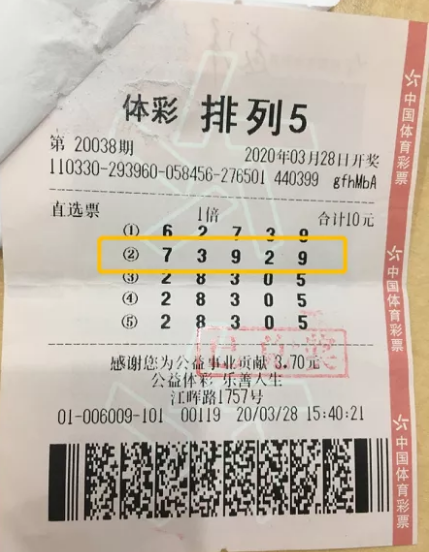 体彩 排列5
第 20038期
2020年03月28日开奖
110330-293960-058456-276501 440399 gfhMbA
直选票 1倍 合计10元
① 6 2 7 3 9
② 7 3 9 2 9
③ 2 8 3 0 5
④ 2 8 3 0 5
⑤ 2 8 3 0 5
感谢您为公益事业贡献 3.70元
公益体彩 乐善人生
江晖路1757号
01-006009-101 00119 20/03/28 15:40:21
中国体育彩票
中国体育彩票
中国体育彩票